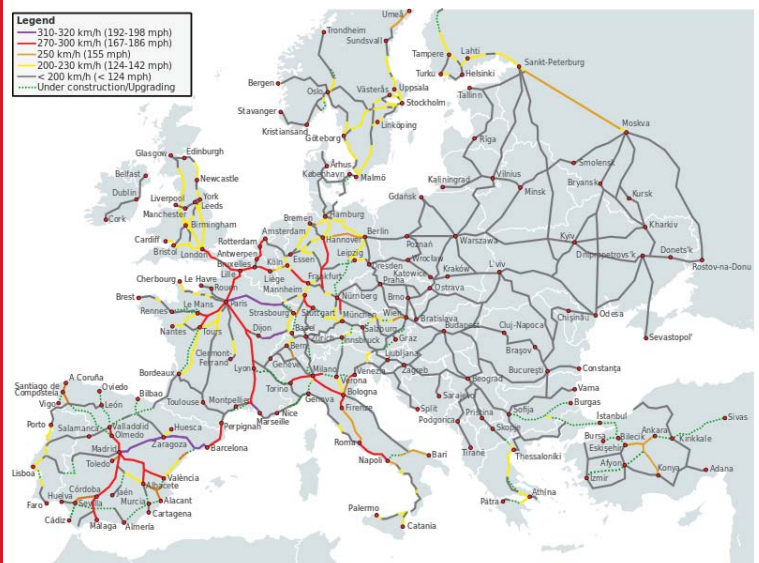 Legend
310-320 km/h (192-198 mph)
270-300 km/h (167-186 mph)
250 km/h (155 mph)
200-230 km/h (124-142 mph)
< 200 km/h (< 124 mph)
Under construction/Upgrading
Umeå
Trondheim
Sundsvall
Tampere
Lahti
Sankt-Peterburg
Turku
Helsinki
Bergen
Oslo
Västerås
Uppsala
Stockholm
Tallinn
Stavanger
Kristiansand
Linköping
Göteborg
Moskva
Rīga
Glasgow
Edinburgh
Århus
København
Malmö
Smolensk
Belfast
Newcastle
Kaliningrad
Vilnius
Minsk
Bryansk
Dublin
Liverpool
York
Leeds
Gdańsk
Kursk
Manchester
Cork
Birmingham
Bremen
Hamburg
Kharkiv
Cardiff
Amsterdam
Rotterdam
Hannover
Berlin
Poznań
Warszawa
Kyiv
Bristol
London
Antwerpen
Essen
Leipzig
Wrocław
Dnipropetrovs'k
Donets'k
Bruxelles
Köln
Dresden
Katowice
Kraków
L'viv
Rostov-na-Donu
Lille
Liège
Frankfurt
Praha
Cherbourg
Le Havre
Rouen
Mannheim
Nürnberg
Brno
Ostrava
Brest
Le Mans
Paris
Rennes
Strasbourg
Stuttgart
München
Wien
Bratislava
Chişinău
Odesa
Nantes
Tours
Dijon
Basel
Zürich
Salzburg
Innsbruck
Graz
Budapest
Cluj-Napoca
Sevastopol'
Clermont-
Ferrand
Bern
Genève
Ljubljana
Braşov
Bordeaux
Lyon
Milano
Venezia
Zagreb
Beograd
Bucureşti
Constanţa
Torino
Verona
Santiago de
Compostela
A Coruña
Oviedo
Bilbao
Toulouse
Montpellier
Genova
Bologna
Sarajevo
Varna
Vigo
León
Nice
Marseille
Firenze
Split
Podgorica
Pristina
Sofija
Burgas
Porto
Salamanca
Valladolid
Olmedo
Huesca
Perpignan
Skopje
İstanbul
Ankara
Sivas
Madrid
Zaragoza
Barcelona
Roma
Tiranë
Bursa
Bilecik
Kırıkkale
Eskişehir
Toledo
Napoli
Bari
Thessaloníki
Lisboa
València
Albacete
Afyon
Konya
Adana
Córdoba
Jaén
İzmir
Huelva
Sevilla
Murcia
Alacant
Palermo
Pátra
Athína
Faro
Cartagena
Cádiz
Málaga
Almería
Catania